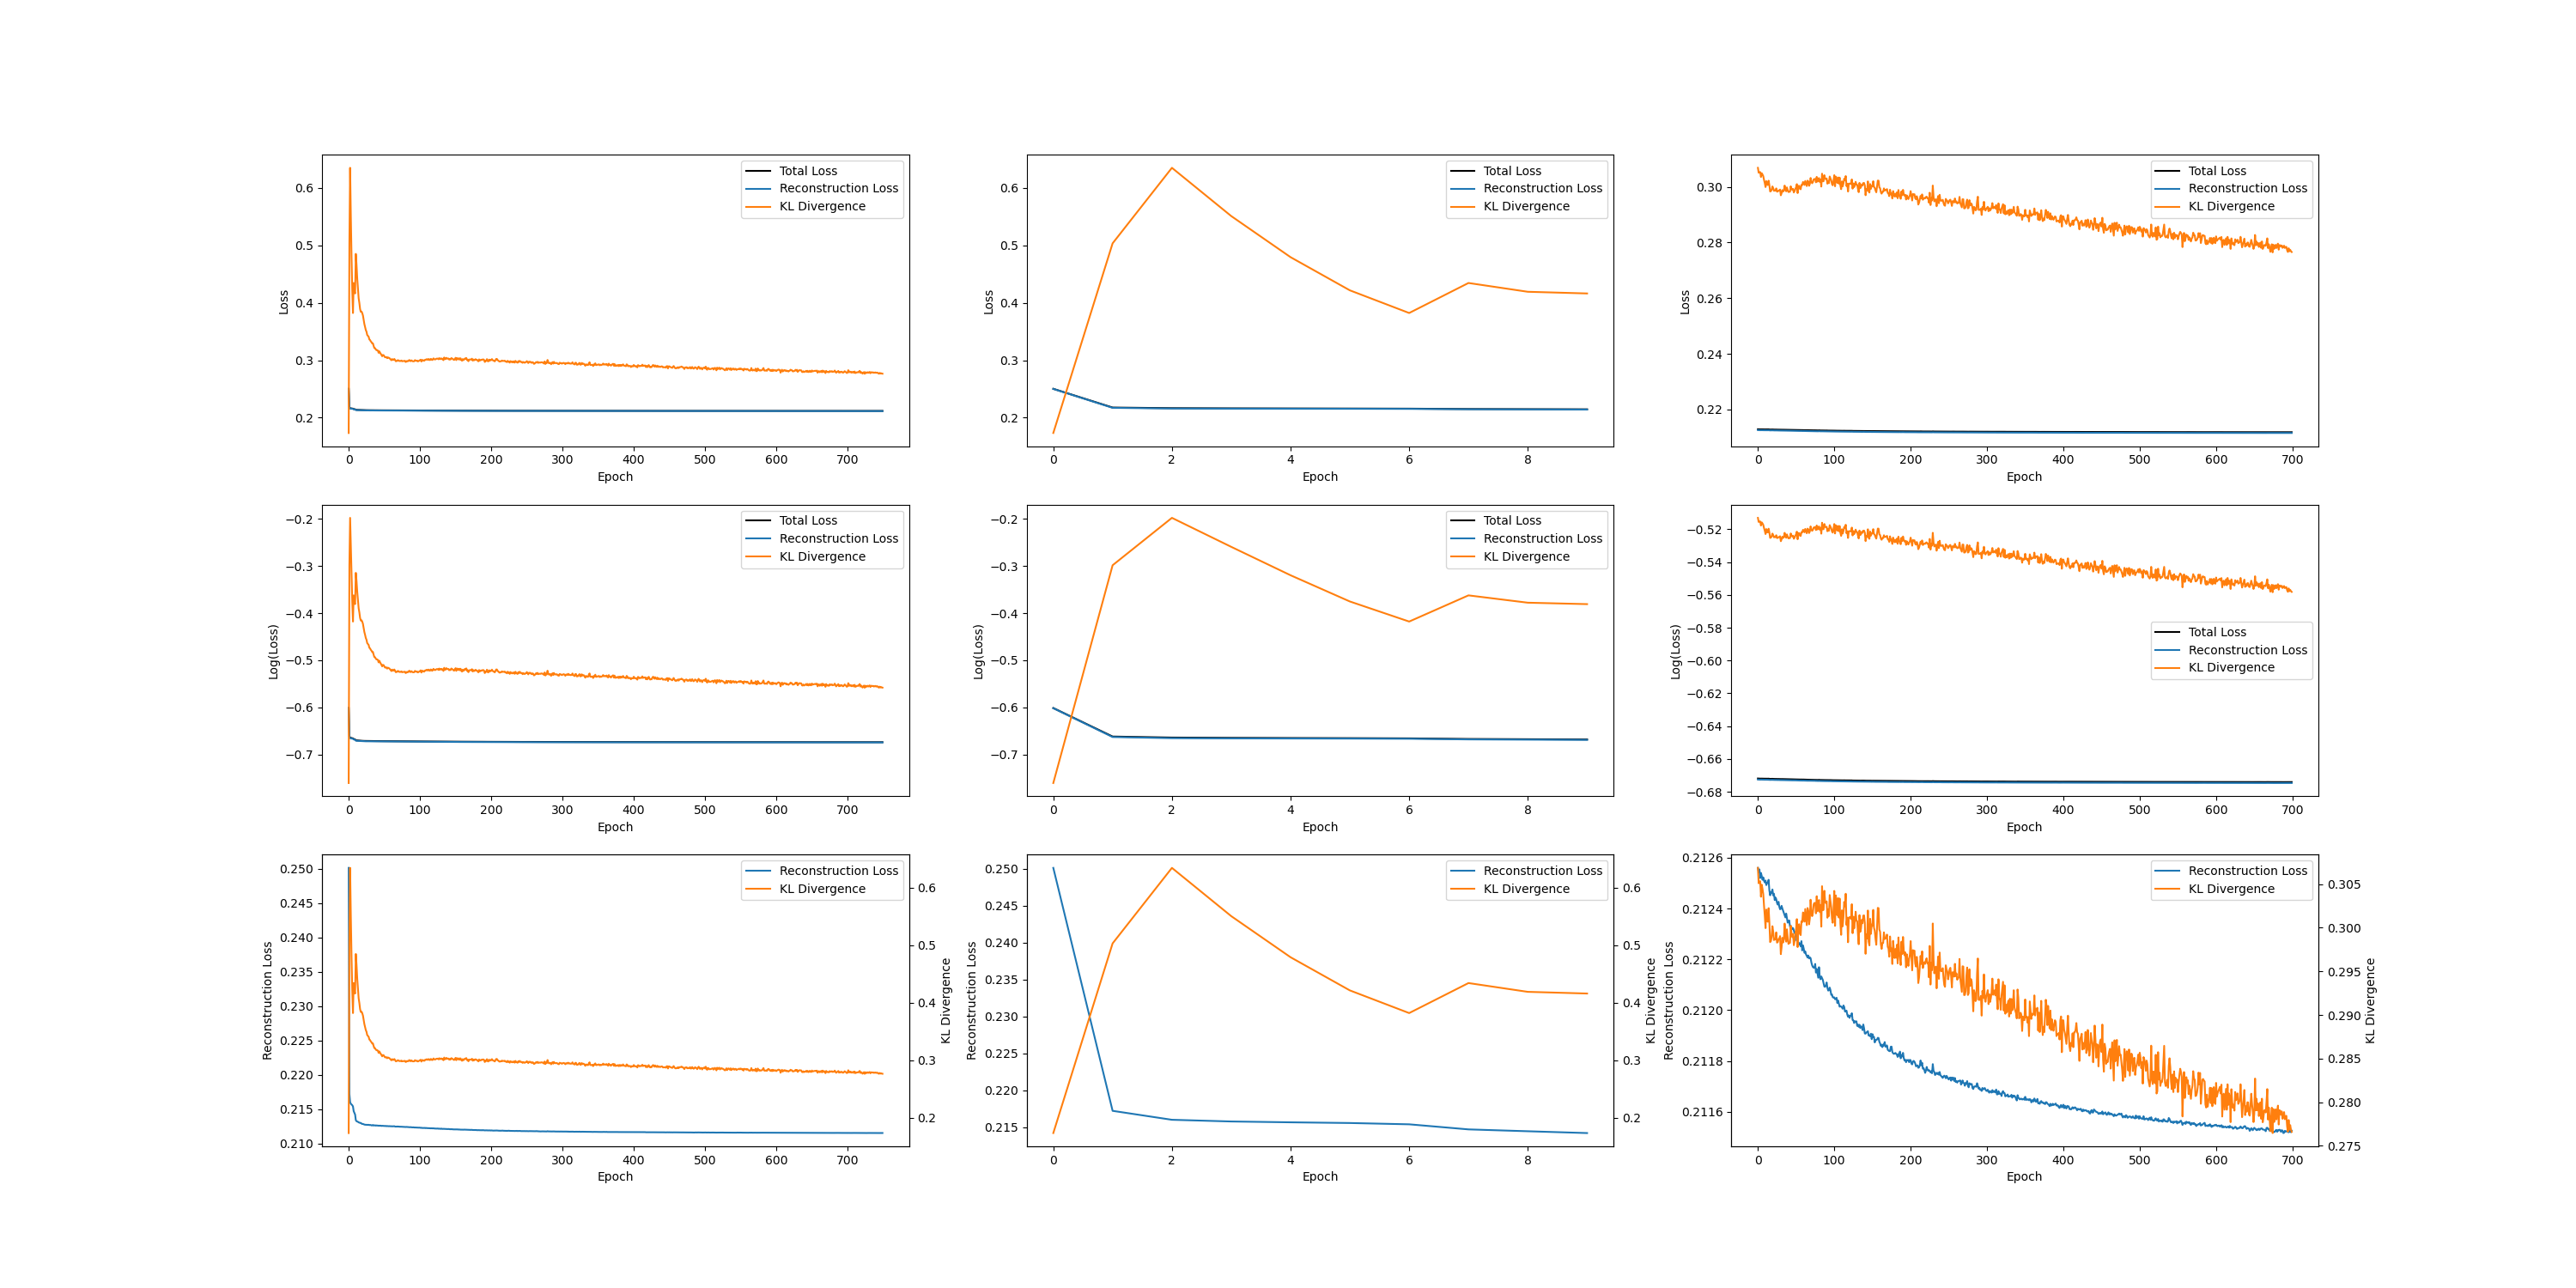 Total Loss
Reconstruction Loss
KL Divergence
0.6
0.5
0.4
0.3
0.2
Loss
0 100 200 300 400 500 600 700
Epoch
Total Loss
Reconstruction Loss
KL Divergence
0.6
0.5
0.4
0.3
0.2
Loss
0 2 4 6 8
Epoch
Total Loss
Reconstruction Loss
KL Divergence
0.30
0.28
0.26
0.24
0.22
Loss
0 100 200 300 400 500 600 700
Epoch
Total Loss
Reconstruction Loss
KL Divergence
−0.2
−0.3
−0.4
−0.5
−0.6
−0.7
Log(Loss)
0 100 200 300 400 500 600 700
Epoch
Total Loss
Reconstruction Loss
KL Divergence
−0.2
−0.3
−0.4
−0.5
−0.6
−0.7
Log(Loss)
0 2 4 6 8
Epoch
Total Loss
Reconstruction Loss
KL Divergence
−0.52
−0.54
−0.56
−0.58
−0.60
−0.62
−0.64
−0.66
−0.68
Log(Loss)
0 100 200 300 400 500 600 700
Epoch
Reconstruction Loss
KL Divergence
0.250
0.245
0.240
0.235
0.230
0.225
0.220
0.215
0.210
Reconstruction Loss
0.6
0.5
0.4
0.3
0.2
KL Divergence
0 100 200 300 400 500 600 700
Epoch
Reconstruction Loss
KL Divergence
0.250
0.245
0.240
0.235
0.230
0.225
0.220
0.215
Reconstruction Loss
0.6
0.5
0.4
0.3
0.2
KL Divergence
0 2 4 6 8
Epoch
Reconstruction Loss
KL Divergence
0.2126
0.2124
0.2122
0.2120
0.2118
0.2116
Reconstruction Loss
0.305
0.300
0.295
0.290
0.285
0.280
0.275
KL Divergence
0 100 200 300 400 500 600 700
Epoch